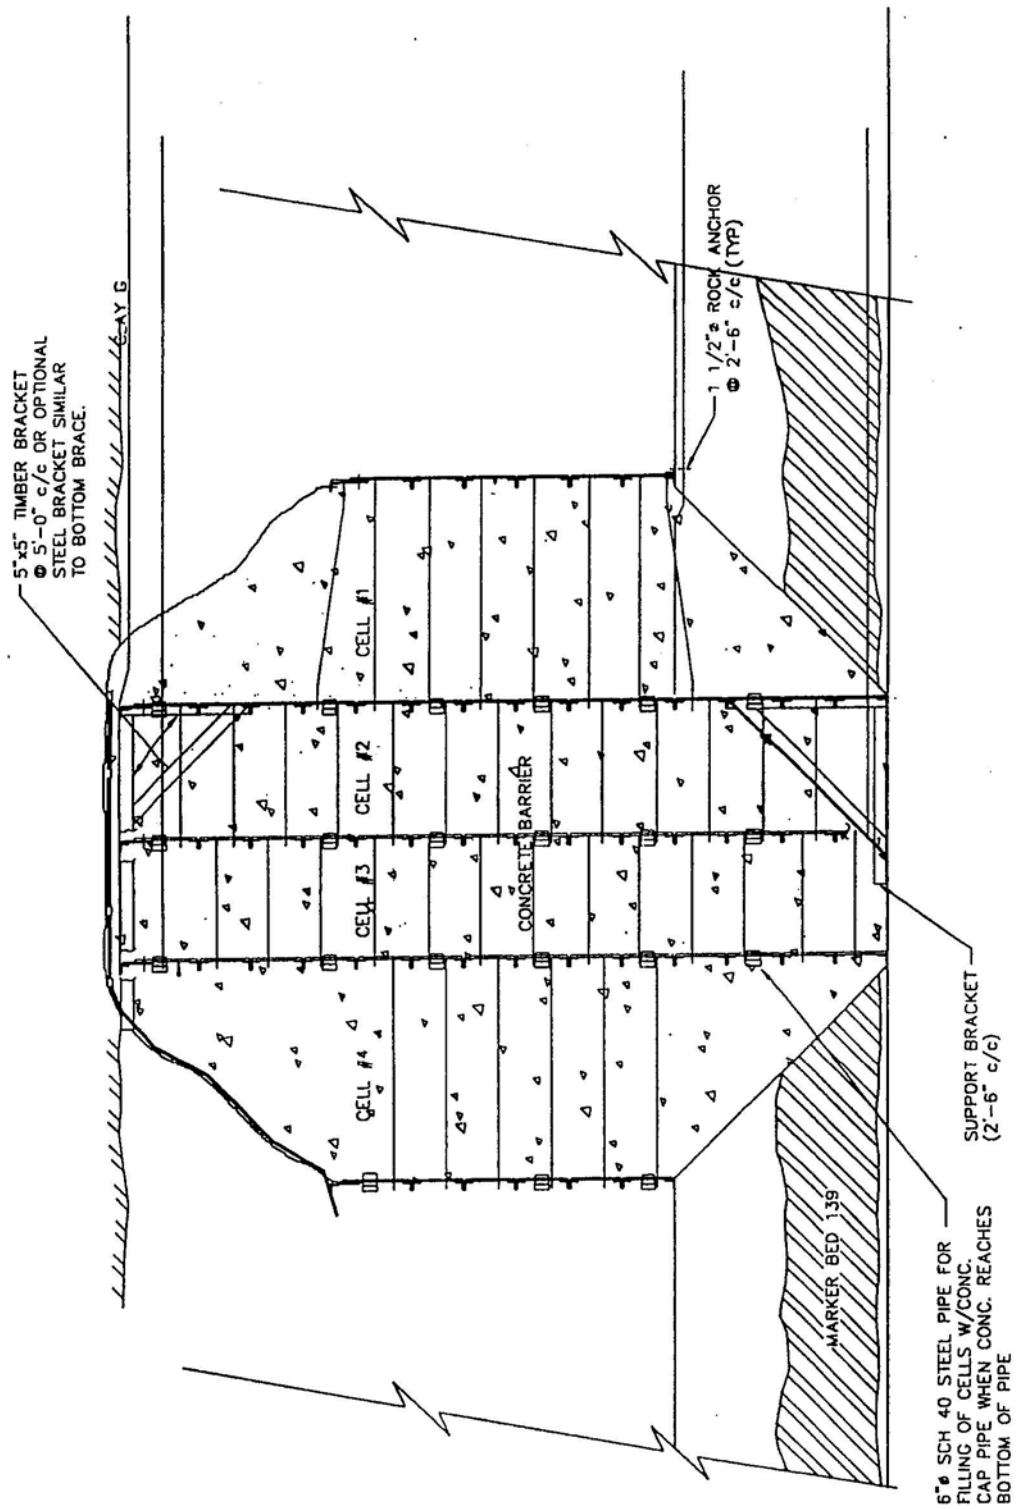 5"x5" TIMBER BRACKET
@ 5'-0" c/c OR OPTIONAL
STEEL BRACKET SIMILAR
TO BOTTOM BRACE.
CLAY G
1 1/2"ø ROCK ANCHOR
@ 2'-6" c/c (TYP)
CELL #1
CELL #2
CELL #3
CELL #4
CONCRETE BARRIER
MARKER BED 139
SUPPORT BRACKET
(2'-6" c/c)
6"ø SCH 40 STEEL PIPE FOR
FILLING OF CELLS W/CONC.
CAP PIPE WHEN CONC. REACHES
BOTTOM OF PIPE